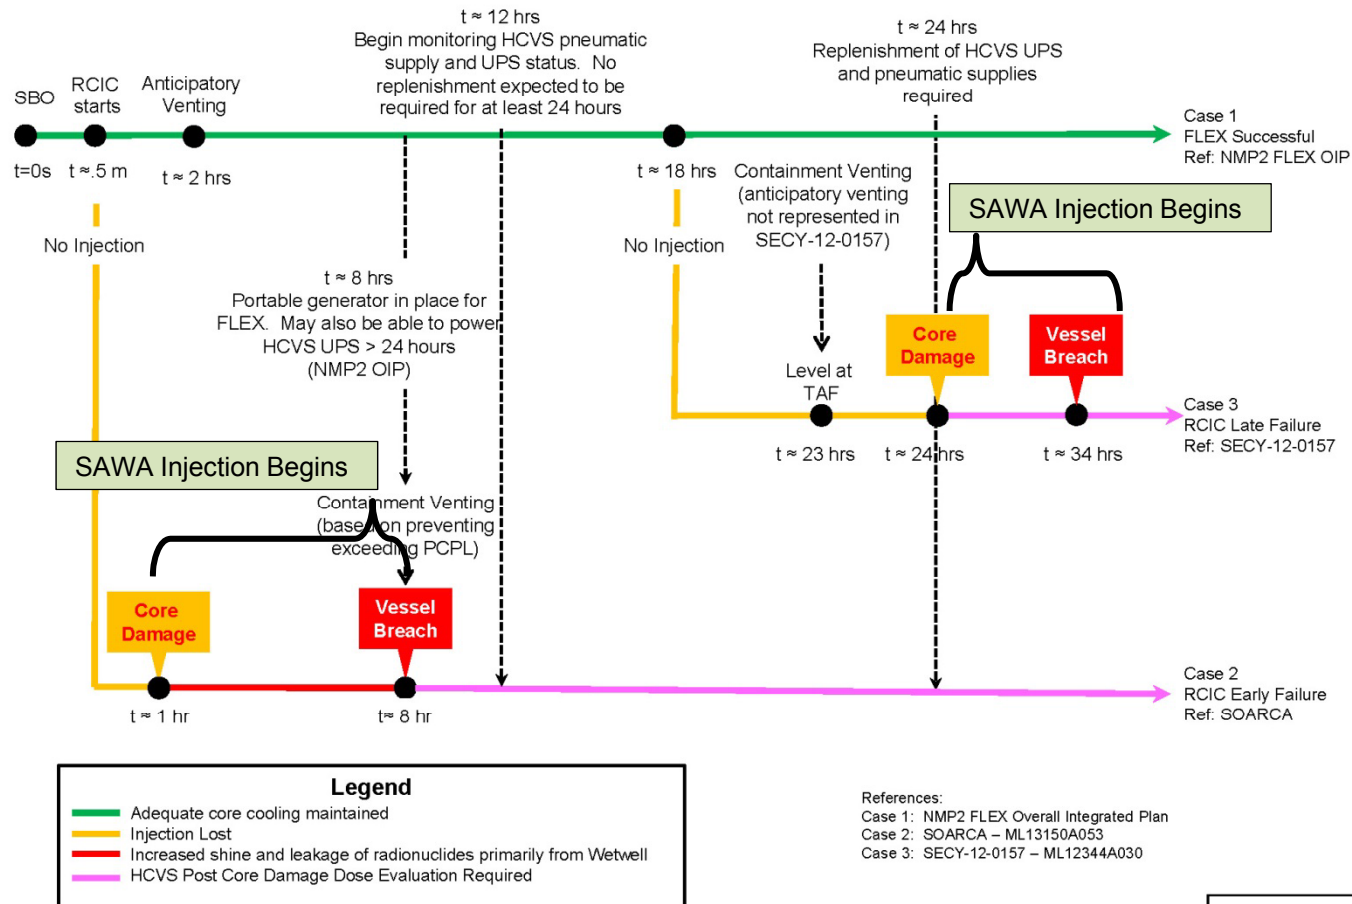 t ≈ 12 hrs
Begin monitoring HCVS pneumatic
supply and UPS status.  No
replenishment expected to be
required for at least 24 hours
t ≈ 24 hrs
Replenishment of HCVS UPS
and pneumatic supplies
required
SBO
RCIC
starts
Anticipatory
Venting
t=0s
t ≈.5 m
t ≈ 2 hrs
t ≈ 18 hrs
Case 1
FLEX Successful
Ref: NMP2 FLEX OIP
Containment Venting
(anticipatory venting
not represented in
SECY-12-0157)
SAWA Injection Begins
No Injection
No Injection
t ≈ 8 hrs
Portable generator in place for
FLEX.  May also be able to power
HCVS UPS > 24 hours
(NMP2 OIP)
Core
Damage
Vessel
Breach
Level at
TAF
t ≈ 23 hrs
t ≈ 24 hrs
t ≈ 34 hrs
Case 3
RCIC Late Failure
Ref: SECY-12-0157
SAWA Injection Begins
Containment Venting
(based on preventing
exceeding PCPL)
Core
Damage
Vessel
Breach
t ≈ 1 hr
t≈ 8 hr
Case 2
RCIC Early Failure
Ref: SOARCA
Legend
Adequate core cooling maintained
Injection Lost
Increased shine and leakage of radionuclides primarily from Wetwell
HCVS Post Core Damage Dose Evaluation Required
References:
Case 1:  NMP2 FLEX Overall Integrated Plan
Case 2:  SOARCA – ML13150A053
Case 3:  SECY-12-0157 – ML12344A030